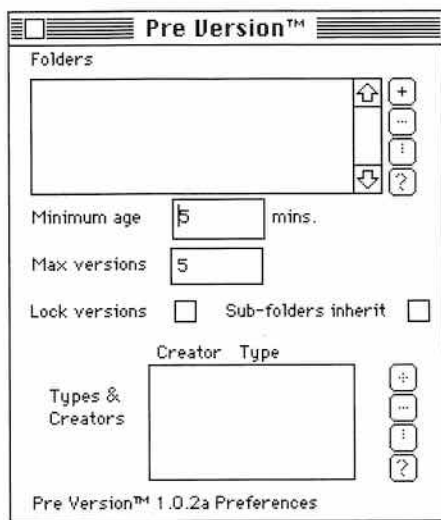 Pre Version™
Folders
+
...
⋮
?
Minimum age 5 mins.
Max versions 5
Lock versions Sub-folders inherit
Creator Type
Types &
Creators
+
...
⋮
?
Pre Version™ 1.0.2a Preferences